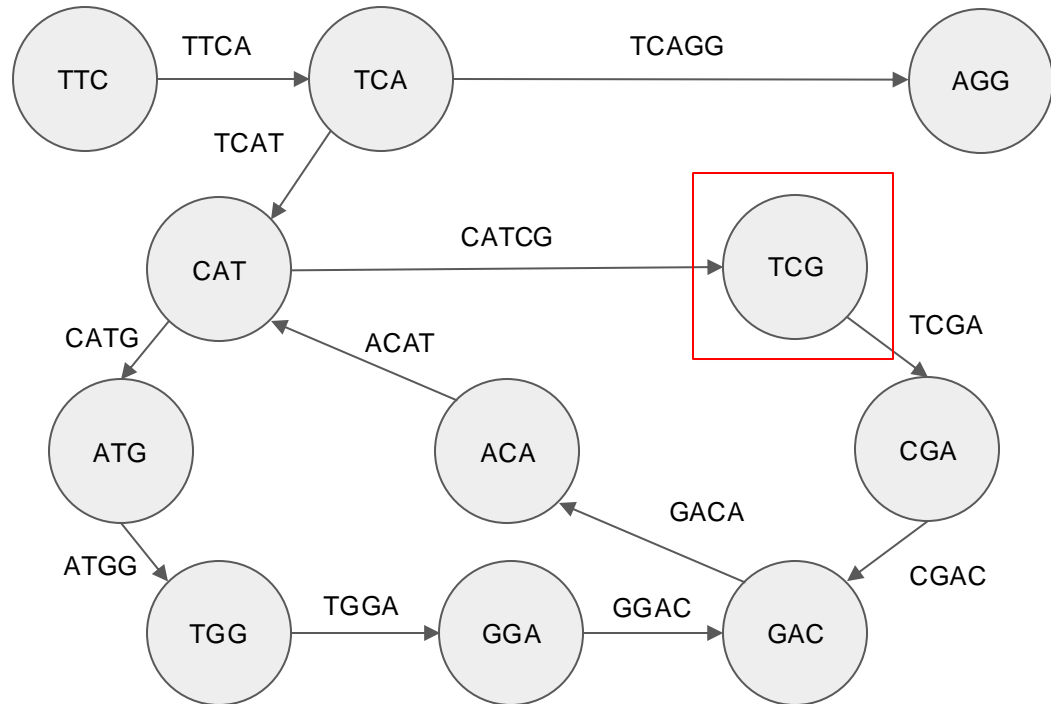 TTCA
TCAGG
TTC
TCA
AGG
TCAT
CATCG
CAT
TCG
CATG
ACAT
TCGA
ATG
ACA
CGA
GACA
ATGG
CGAC
TGGA
GGAC
TGG
GGA
GAC